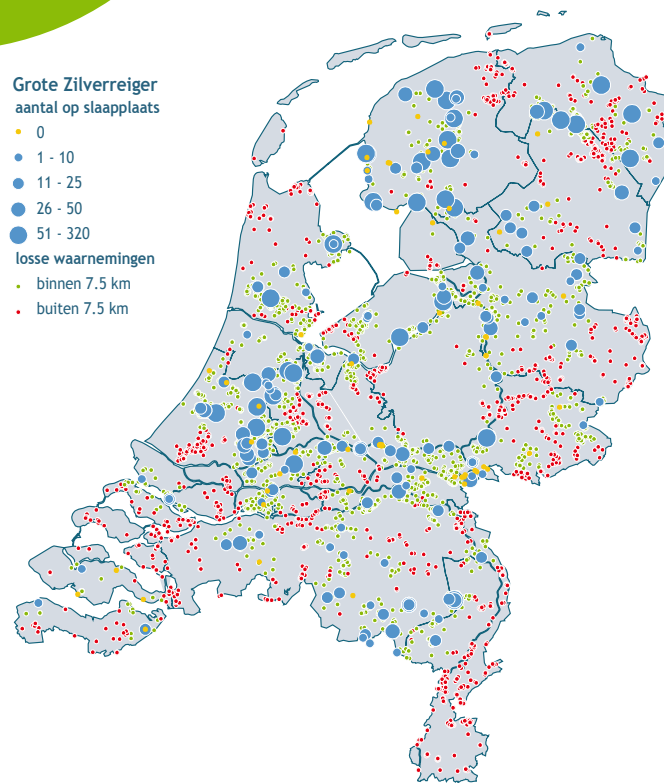 Grote Zilverreiger
aantal op slaapplaats
0
1 - 10
11 - 25
26 - 50
51 - 320
losse waarnemingen
binnen 7.5 km
buiten 7.5 km